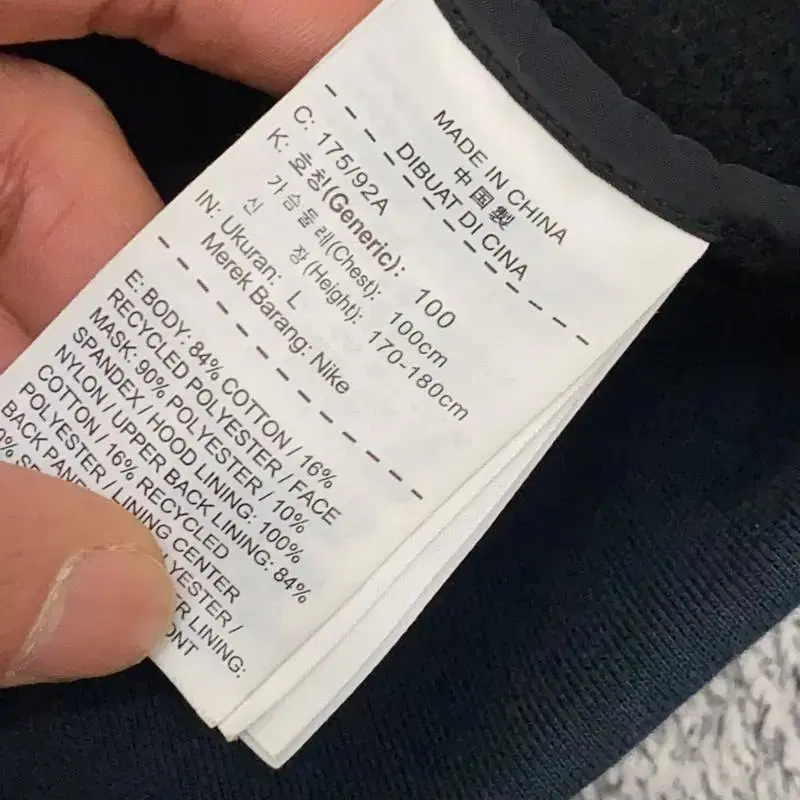 MADE IN CHINA
中国製
DIBUAT DI CINA
C: 175/92A
K: 호칭(Generic): 100
가슴둘레(Chest): 100cm
신 장(Height): 170-180cm
IN: Ukuran: L
Merek Barang: Nike
E: BODY: 84% COTTON / 16%
RECYCLED POLYESTER / FACE
MASK: 90% POLYESTER / 10%
SPANDEX / HOOD LINING: 100%
NYLON / UPPER BACK LINING: 84%
COTTON / 16% RECYCLED
POLYESTER / LINING CENTER
BACK